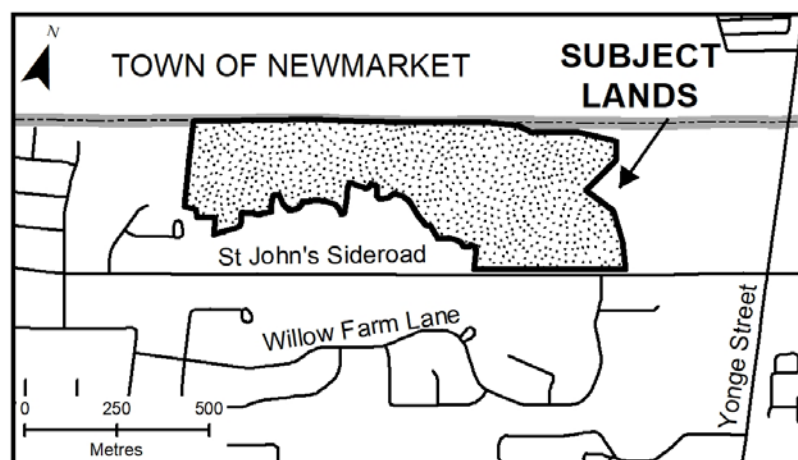 N
TOWN OF NEWMARKET
SUBJECT
LANDS
St John's Sideroad
Willow Farm Lane
Yonge Street
0 250 500
Metres